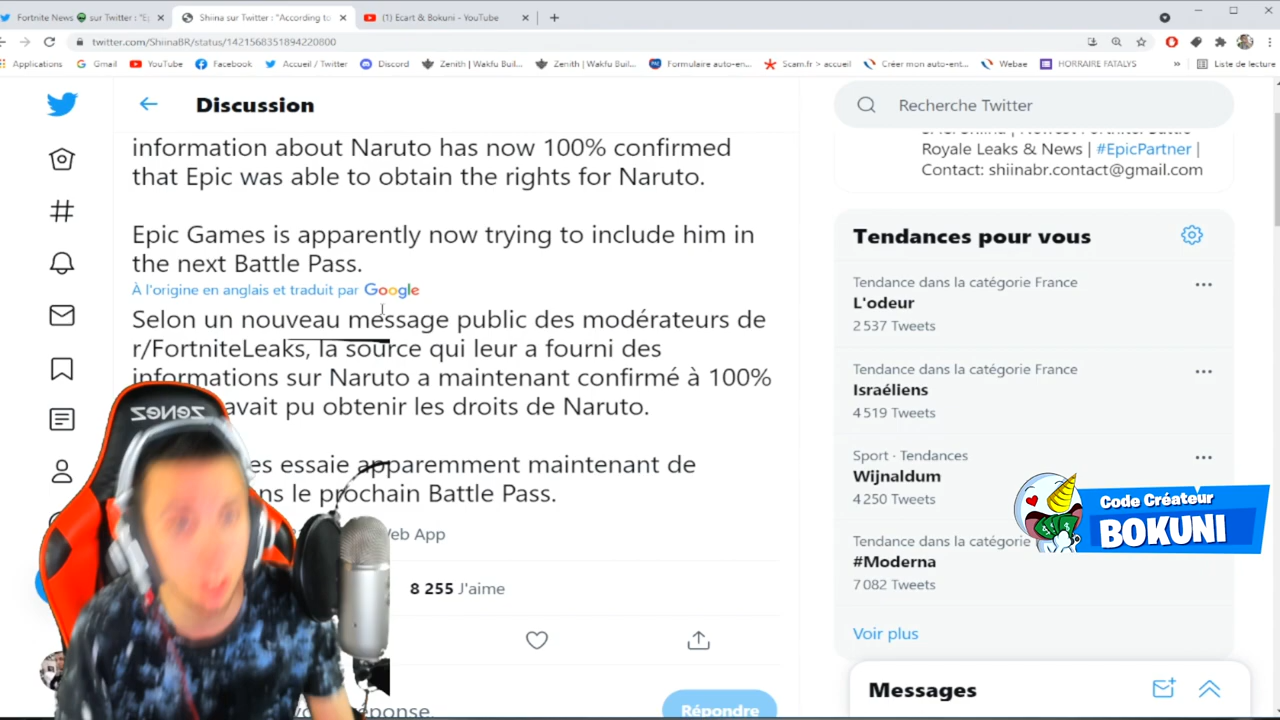 Fortnite News sur Twitter : "Ep
Shiina sur Twitter : "According to
(1) Ecart & Bokuni - YouTube
twitter.com/ShiinaBR/status/1421568351894220800
Applications
Gmail
YouTube
Facebook
Accueil / Twitter
Discord
Zenith | Wakfu Buil...
Zenith | Wakfu Buil...
Formulaire auto-en...
Scam.fr > accueil
Créer mon auto-ent...
Webae
HORRAIRE FATALYS
»
Liste de lecture
Discussion
information about Naruto has now 100% confirmed
that Epic was able to obtain the rights for Naruto.
Epic Games is apparently now trying to include him in
the next Battle Pass.
À l'origine en anglais et traduit par Google
Selon un nouveau message public des modérateurs de
r/FortniteLeaks, la source qui leur a fourni des
informations sur Naruto a maintenant confirmé à 100%
avait pu obtenir les droits de Naruto.
es essaie apparemment maintenant de
ns le prochain Battle Pass.
eb App
8 255 J'aime
Répondre
Recherche Twitter
Royale Leaks & News | #EpicPartner |
Contact: shiinabr.contact@gmail.com
Tendances pour vous
Tendance dans la catégorie France
L'odeur
2 537 Tweets
Tendance dans la catégorie France
Israéliens
4 519 Tweets
Sport · Tendances
Wijnaldum
4 250 Tweets
Tendance dans la catégorie
#Moderna
7 082 Tweets
Voir plus
Messages
Code Créateur
BOKUNI
ZENEZ